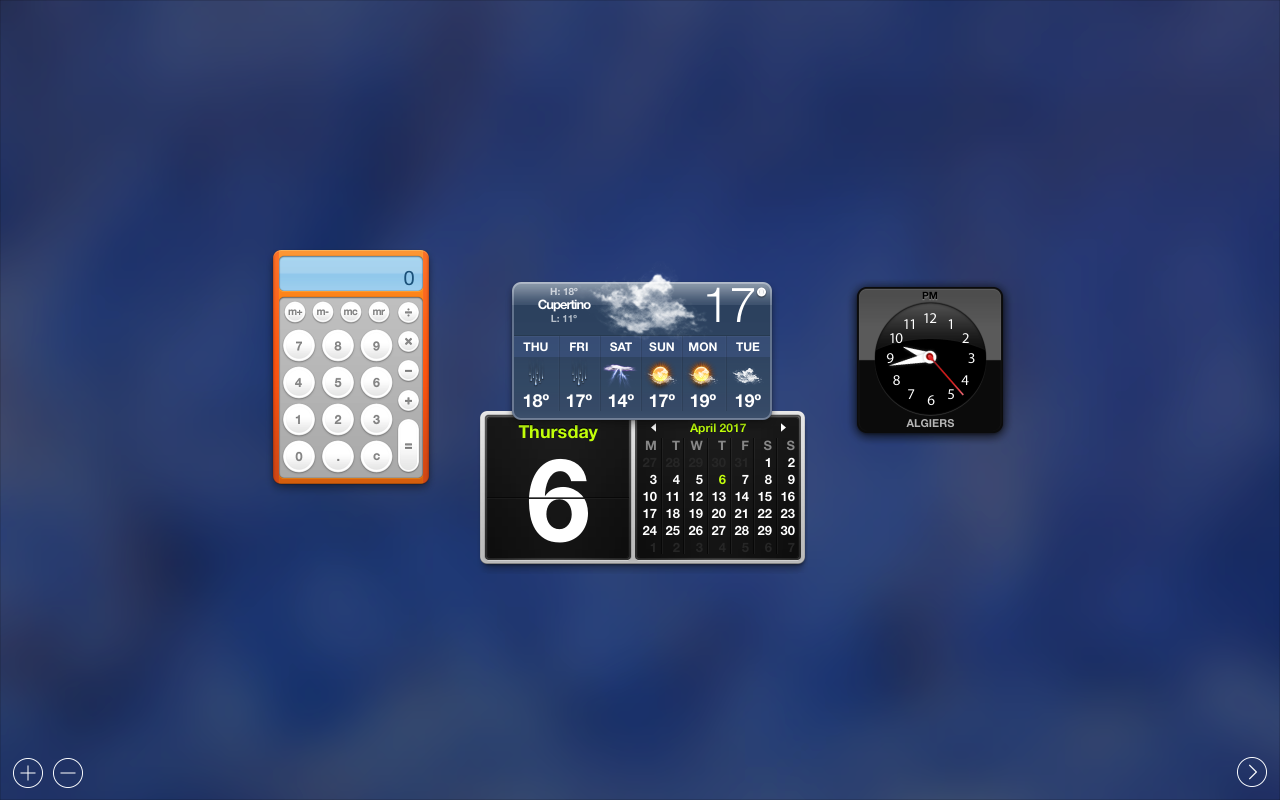 0
m+ m- mc mr ÷
7 8 9 ×
4 5 6 −
1 2 3 +
0 . c =
H: 18°
Cupertino
L: 11°
17°
THU FRI SAT SUN MON TUE
18° 17° 14° 17° 19° 19°
Thursday
6
April 2017
M T W T F S S
27 28 29 30 31 1 2
3 4 5 6 7 8 9
10 11 12 13 14 15 16
17 18 19 20 21 22 23
24 25 26 27 28 29 30
1 2 3 4 5 6 7
PM
12
11 1
10 2
9 3
8 4
7 5
6
ALGIERS